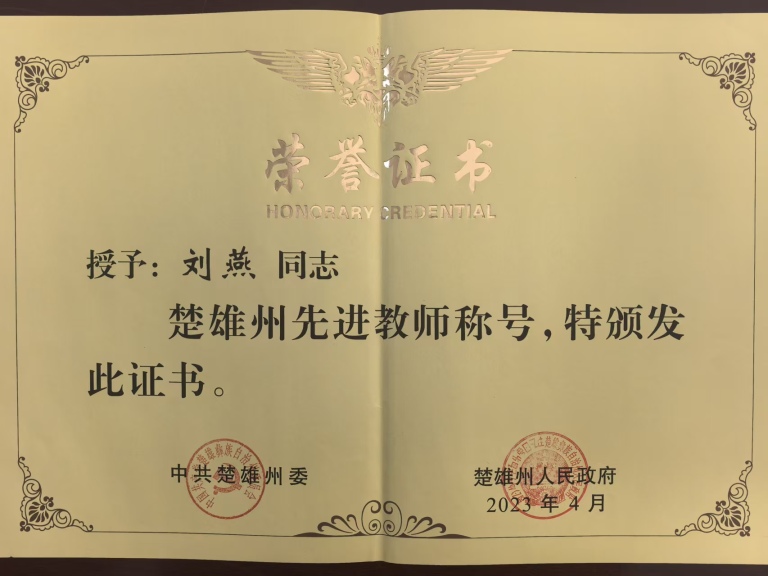 荣誉证书
HONORARY CREDENTIAL
授予：刘燕 同志
楚雄州先进教师称号，特颁发
此证书。
中共楚雄州委
楚雄州人民政府
2023 年 4 月